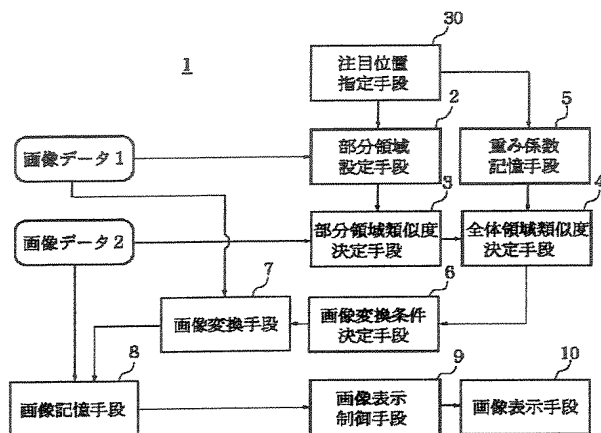 30
1
注目位置
指定手段
2
5
画像データ1
部分領域
設定手段
重み係数
記憶手段
3
4
画像データ2
部分領域類似度
決定手段
全体領域類似度
決定手段
7
6
画像変換手段
画像変換条件
決定手段
8
9
10
画像記憶手段
画像表示
制御手段
画像表示手段